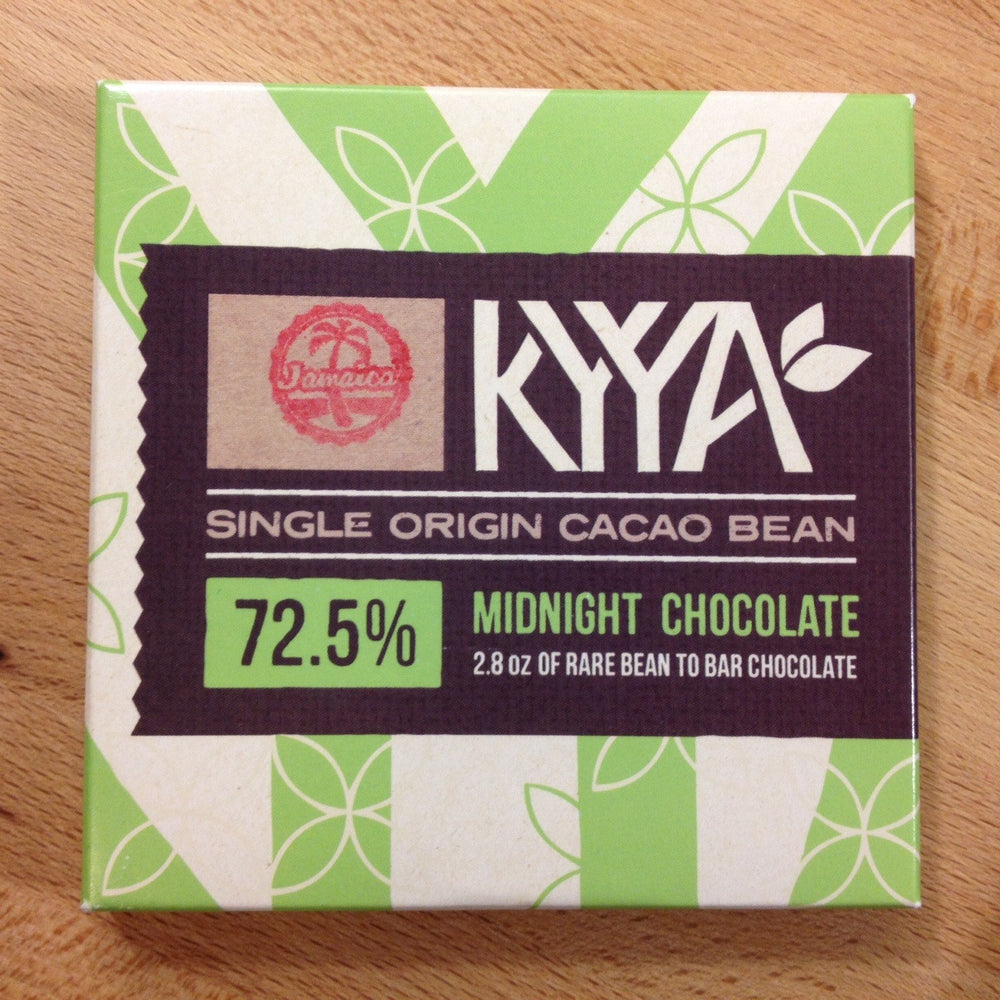 Jamaica
KYYA
SINGLE ORIGIN CACAO BEAN
72.5%
MIDNIGHT CHOCOLATE
2.8 oz OF RARE BEAN TO BAR CHOCOLATE